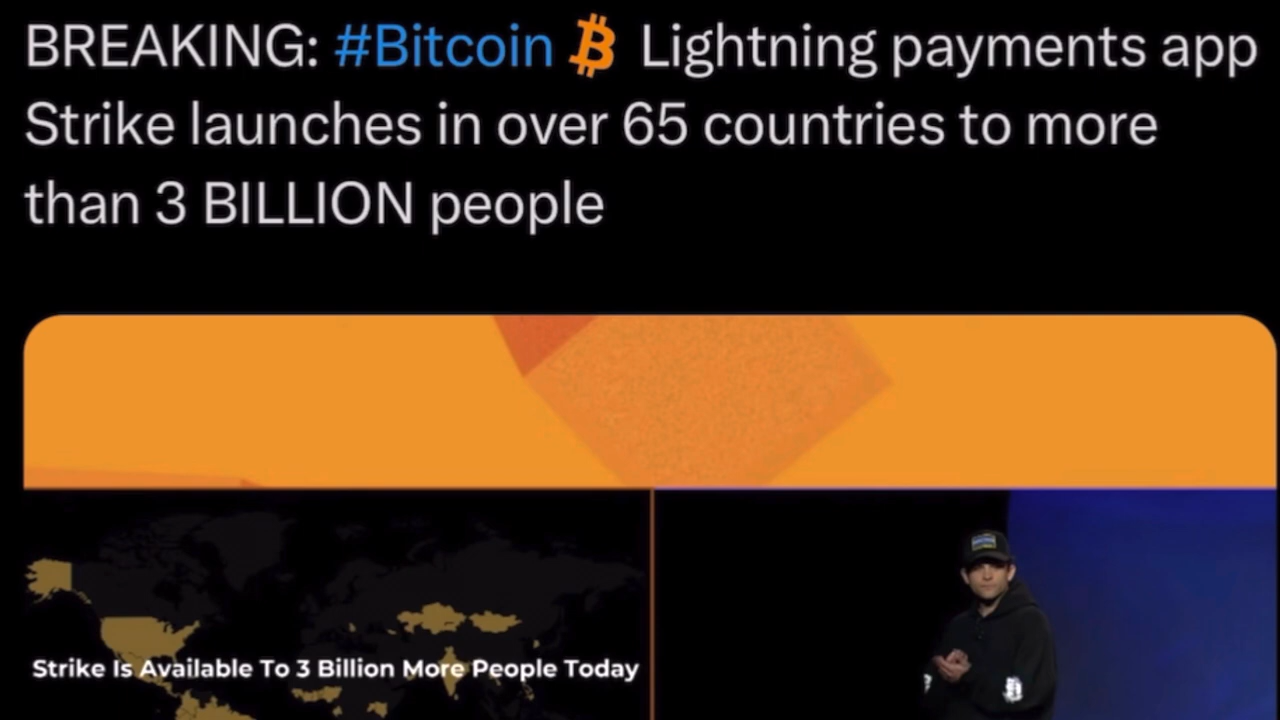 BREAKING: #Bitcoin Lightning payments app
Strike launches in over 65 countries to more
than 3 BILLION people
Strike Is Available To 3 Billion More People Today